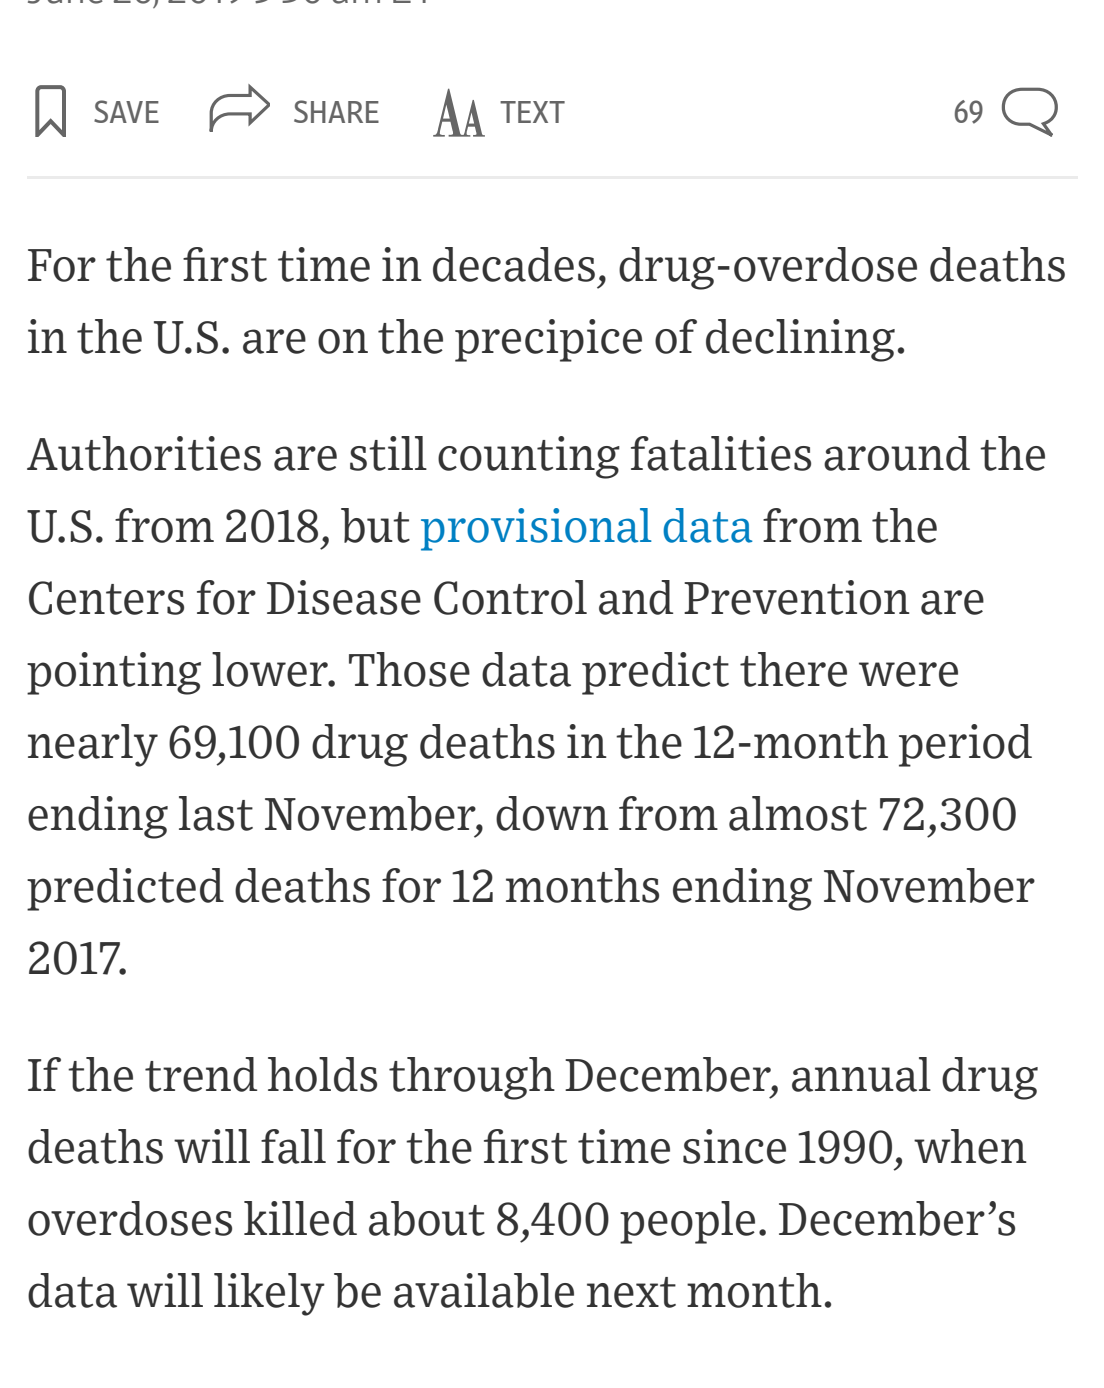 SAVE SHARE AA TEXT 69
For the first time in decades, drug-overdose deaths
in the U.S. are on the precipice of declining.
Authorities are still counting fatalities around the
U.S. from 2018, but provisional data from the
Centers for Disease Control and Prevention are
pointing lower. Those data predict there were
nearly 69,100 drug deaths in the 12-month period
ending last November, down from almost 72,300
predicted deaths for 12 months ending November
2017.
If the trend holds through December, annual drug
deaths will fall for the first time since 1990, when
overdoses killed about 8,400 people. December’s
data will likely be available next month.